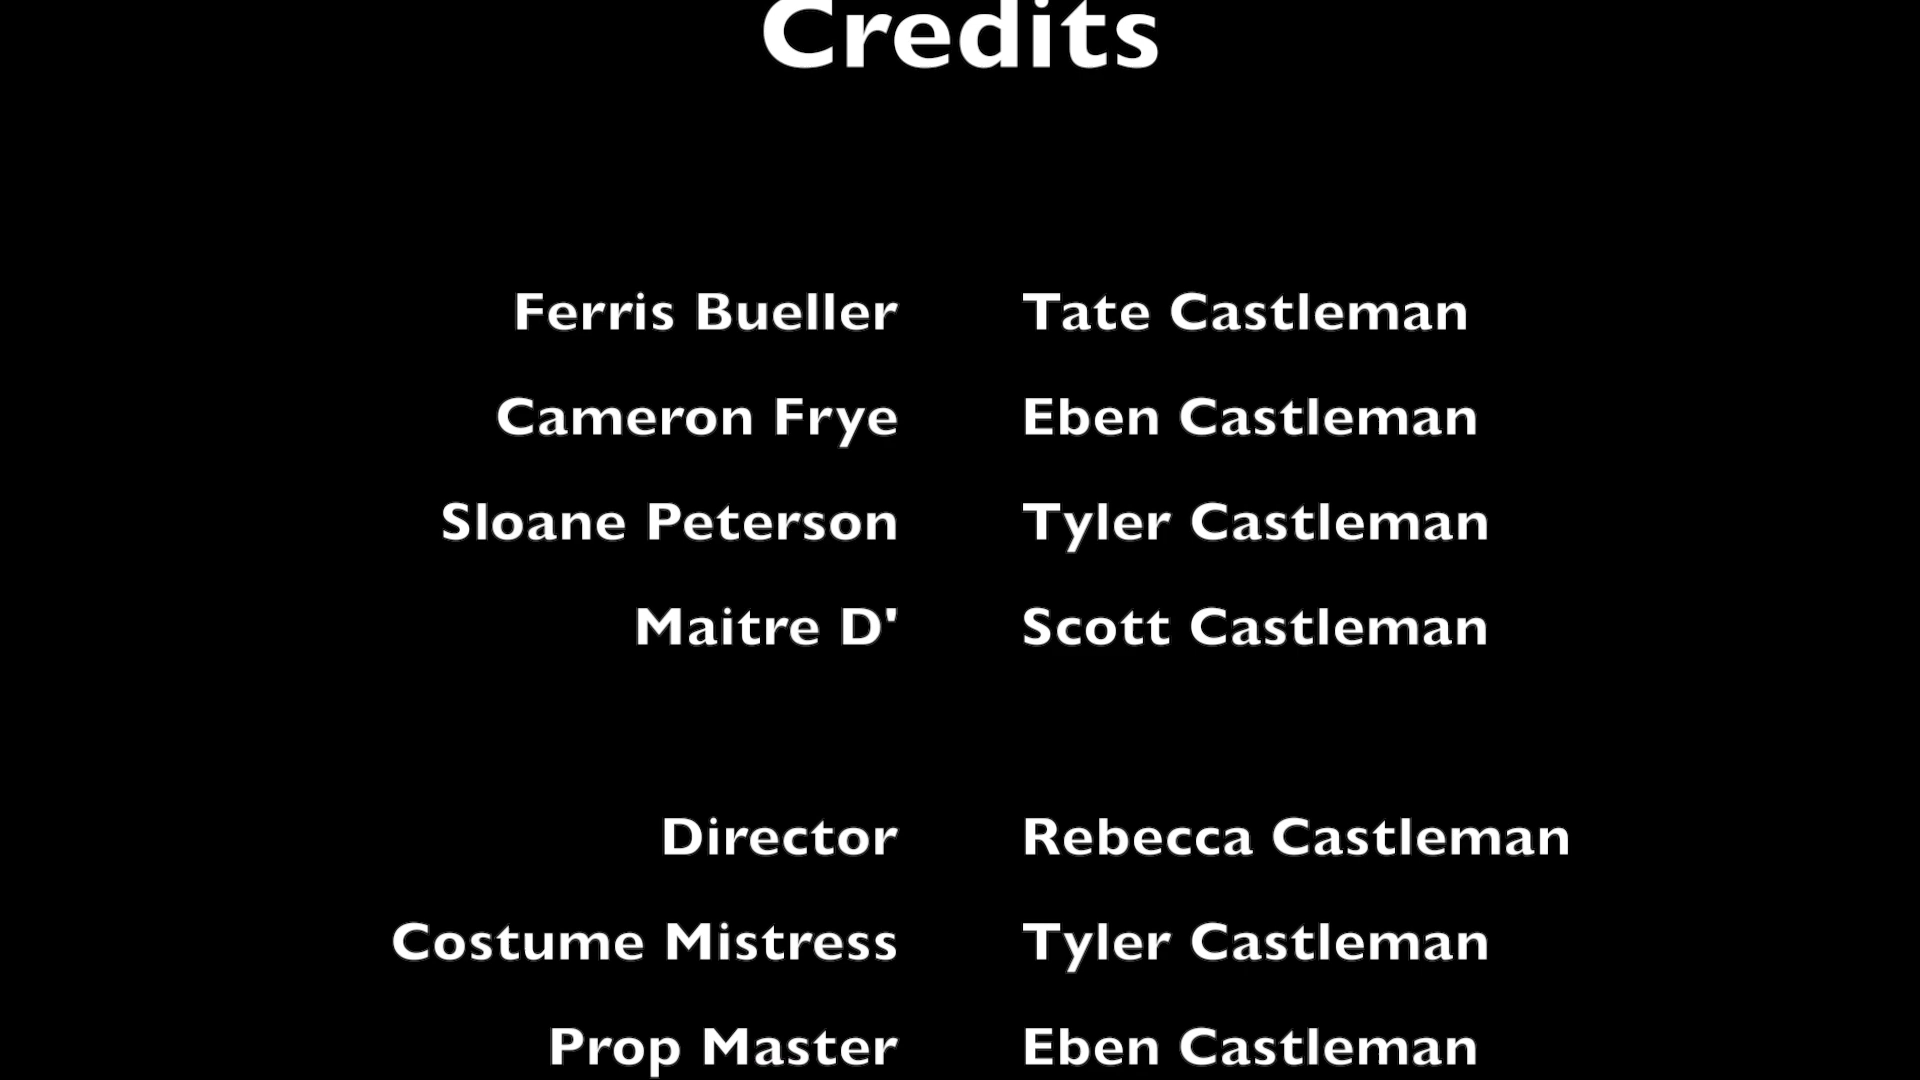 Credits
Ferris Bueller Tate Castleman
Cameron Frye Eben Castleman
Sloane Peterson Tyler Castleman
Maitre D' Scott Castleman
Director Rebecca Castleman
Costume Mistress Tyler Castleman
Prop Master Eben Castleman